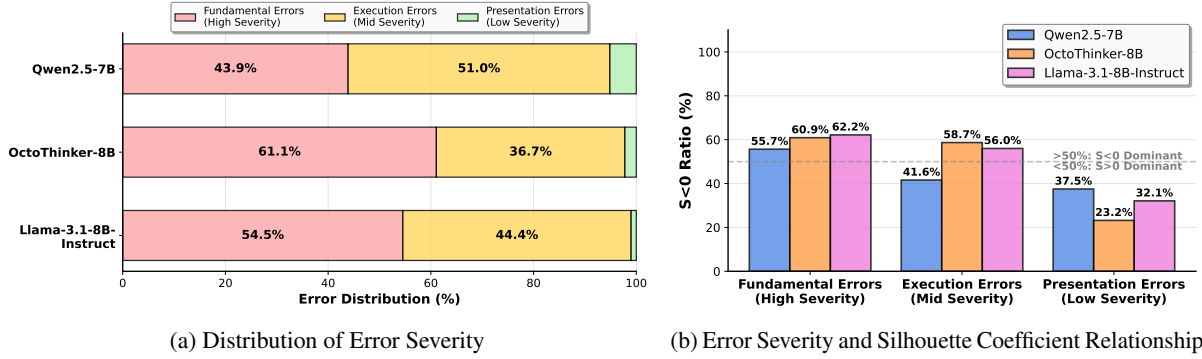 Fundamental Errors
(High Severity)
Execution Errors
(Mid Severity)
Presentation Errors
(Low Severity)
Qwen2.5-7B
43.9%
51.0%
OctoThinker-8B
61.1%
36.7%
Llama-3.1-8B-
Instruct
54.5%
44.4%
0
20
40
60
80
100
Error Distribution (%)
(a) Distribution of Error Severity
Qwen2.5-7B
OctoThinker-8B
Llama-3.1-8B-Instruct
S<0 Ratio (%)
100
80
60
40
20
0
55.7%
60.9%
62.2%
41.6%
58.7%
56.0%
37.5%
23.2%
32.1%
>50%: S<0 Dominant
<50%: S>0 Dominant
Fundamental Errors
(High Severity)
Execution Errors
(Mid Severity)
Presentation Errors
(Low Severity)
(b) Error Severity and Silhouette Coefficient Relationship